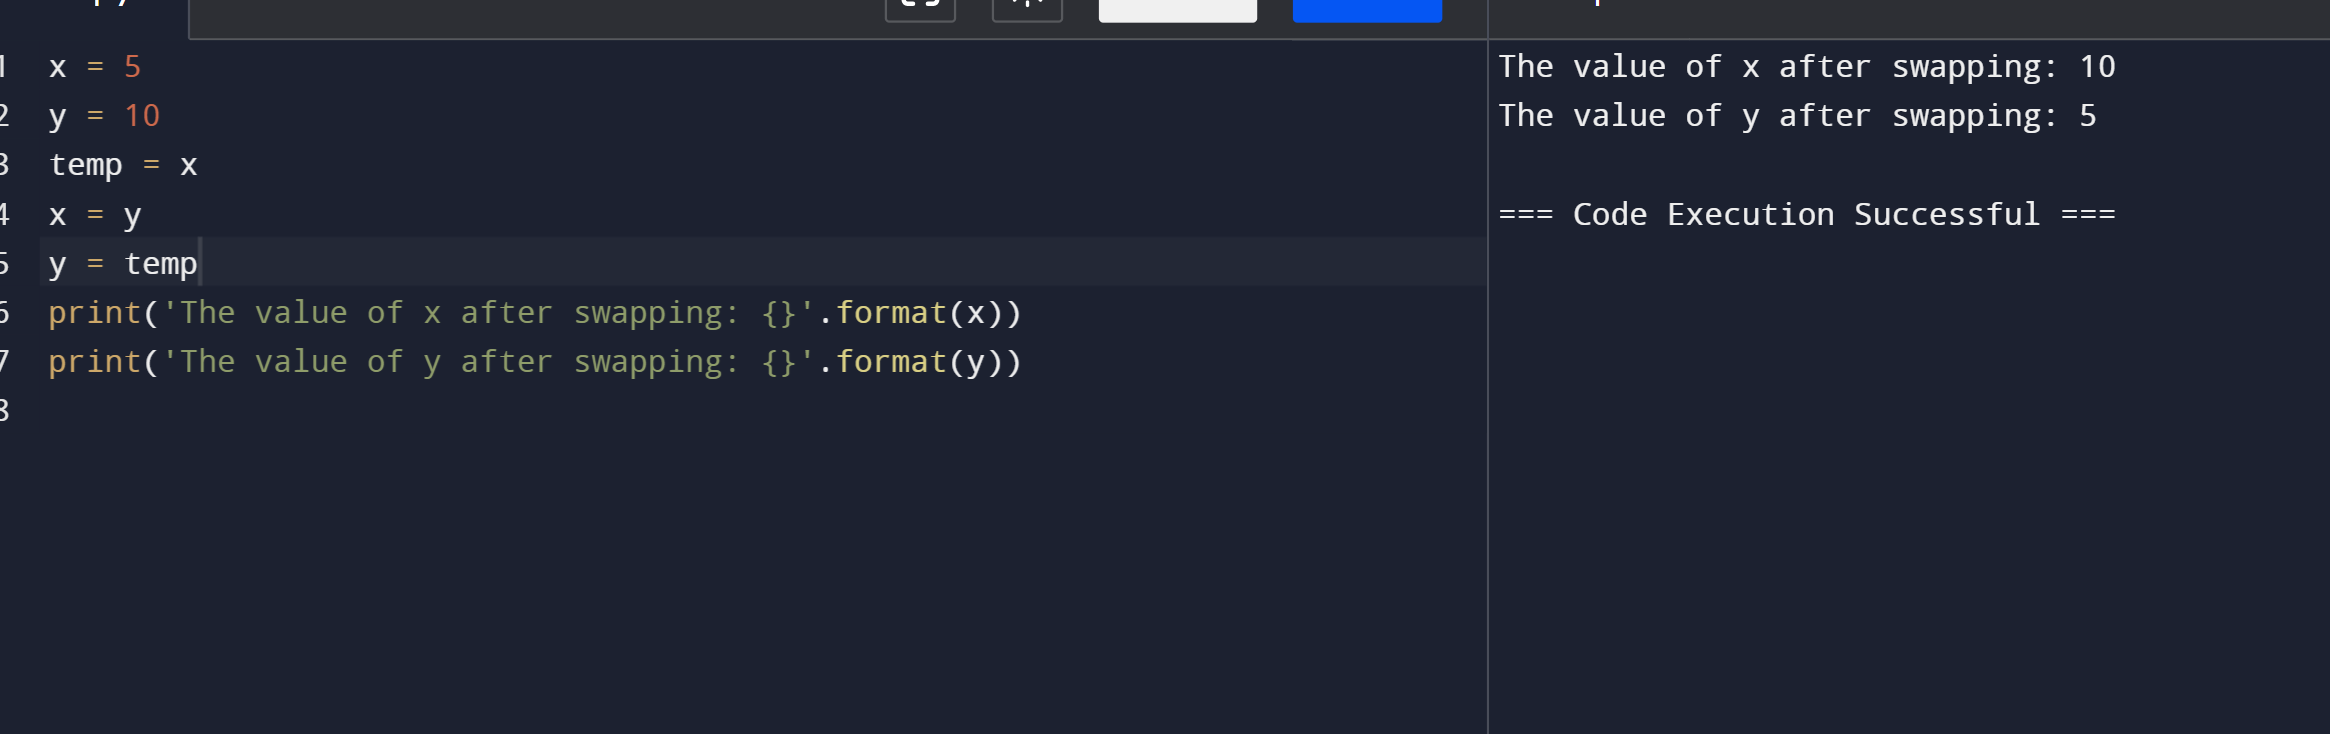 1 x = 5
2 y = 10
3 temp = x
4 x = y
5 y = temp
6 print('The value of x after swapping: {}'.format(x))
7 print('The value of y after swapping: {}'.format(y))
8
The value of x after swapping: 10
The value of y after swapping: 5
=== Code Execution Successful ===